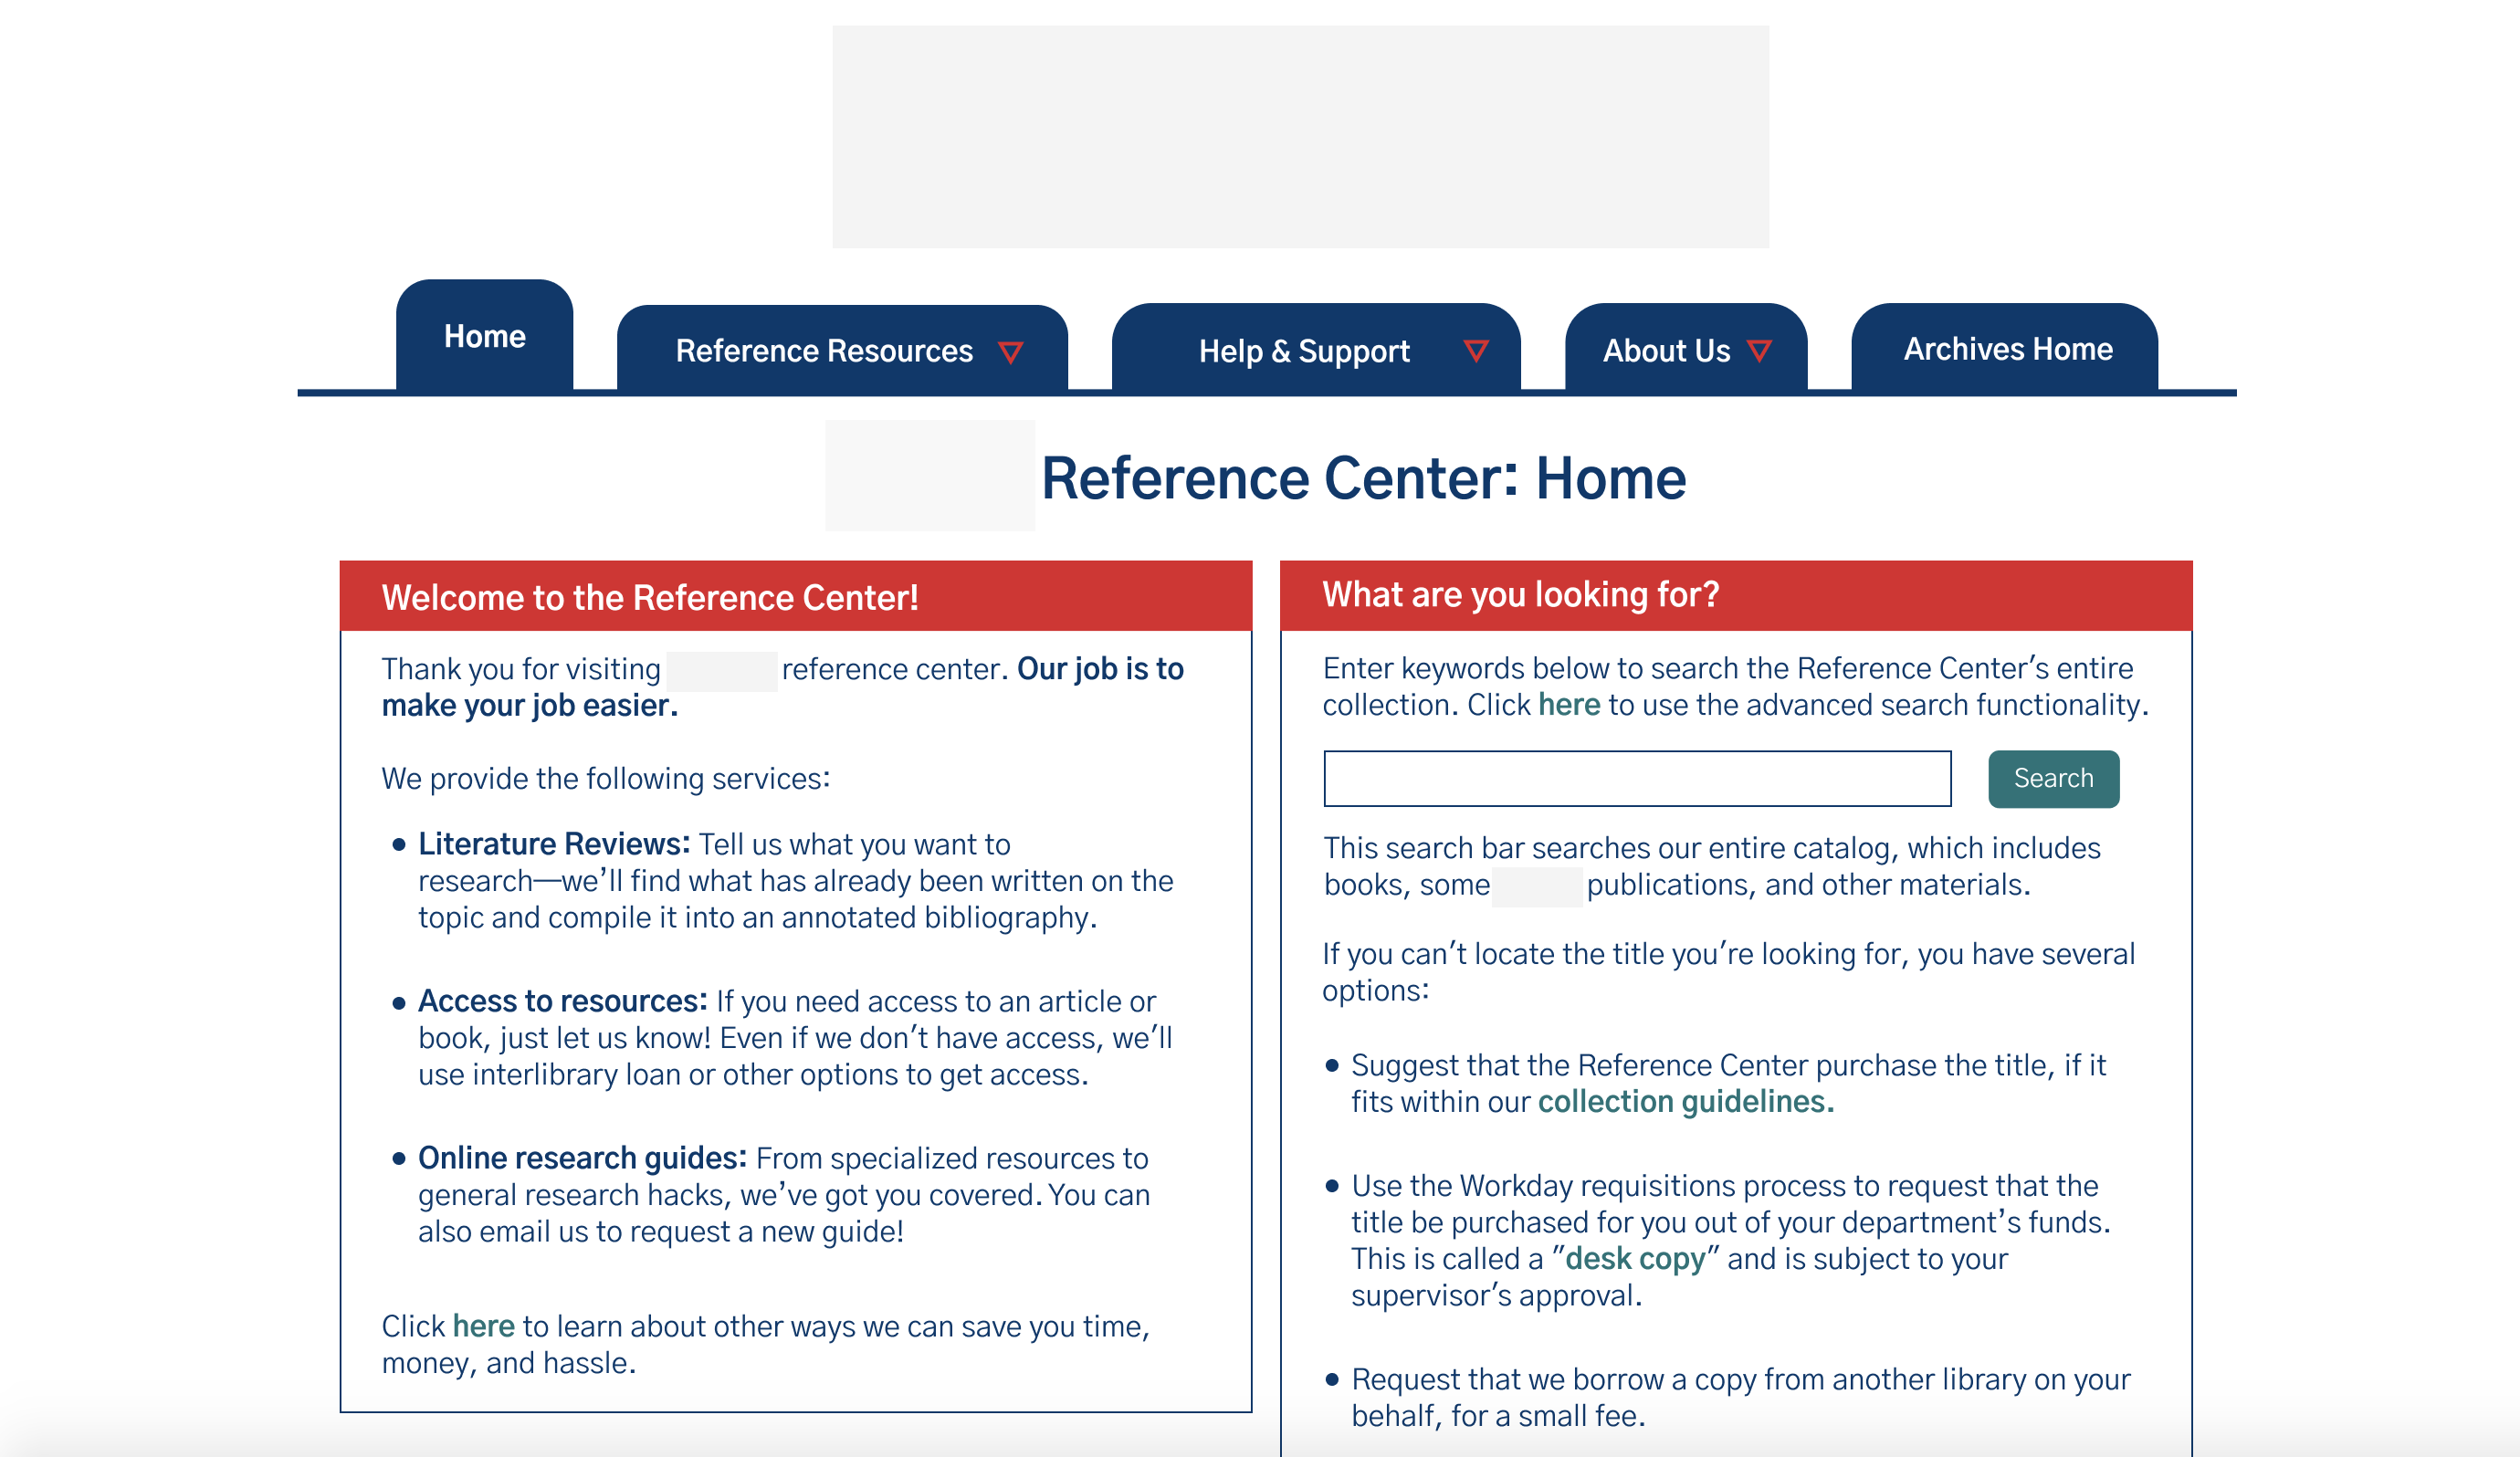 Home
Reference Resources
Help & Support
About Us
Archives Home
Reference Center: Home
Welcome to the Reference Center!
Thank you for visiting reference center. Our job is to
make your job easier.
We provide the following services:
• Literature Reviews: Tell us what you want to
research—we’ll find what has already been written on the
topic and compile it into an annotated bibliography.
• Access to resources: If you need access to an article or
book, just let us know! Even if we don't have access, we'll
use interlibrary loan or other options to get access.
• Online research guides: From specialized resources to
general research hacks, we’ve got you covered. You can
also email us to request a new guide!
Click here to learn about other ways we can save you time,
money, and hassle.
What are you looking for?
Enter keywords below to search the Reference Center's entire
collection. Click here to use the advanced search functionality.
Search
This search bar searches our entire catalog, which includes
books, some publications, and other materials.
If you can't locate the title you're looking for, you have several
options:
• Suggest that the Reference Center purchase the title, if it
fits within our collection guidelines.
• Use the Workday requisitions process to request that the
title be purchased for you out of your department’s funds.
This is called a "desk copy" and is subject to your
supervisor's approval.
• Request that we borrow a copy from another library on your
behalf, for a small fee.